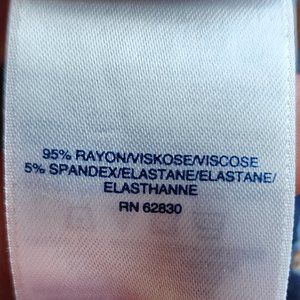 95% RAYON/VISKOSE/VISCOSE
5% SPANDEX/ELASTANE/ELASTANE/
ELASTHANNE
RN 62830